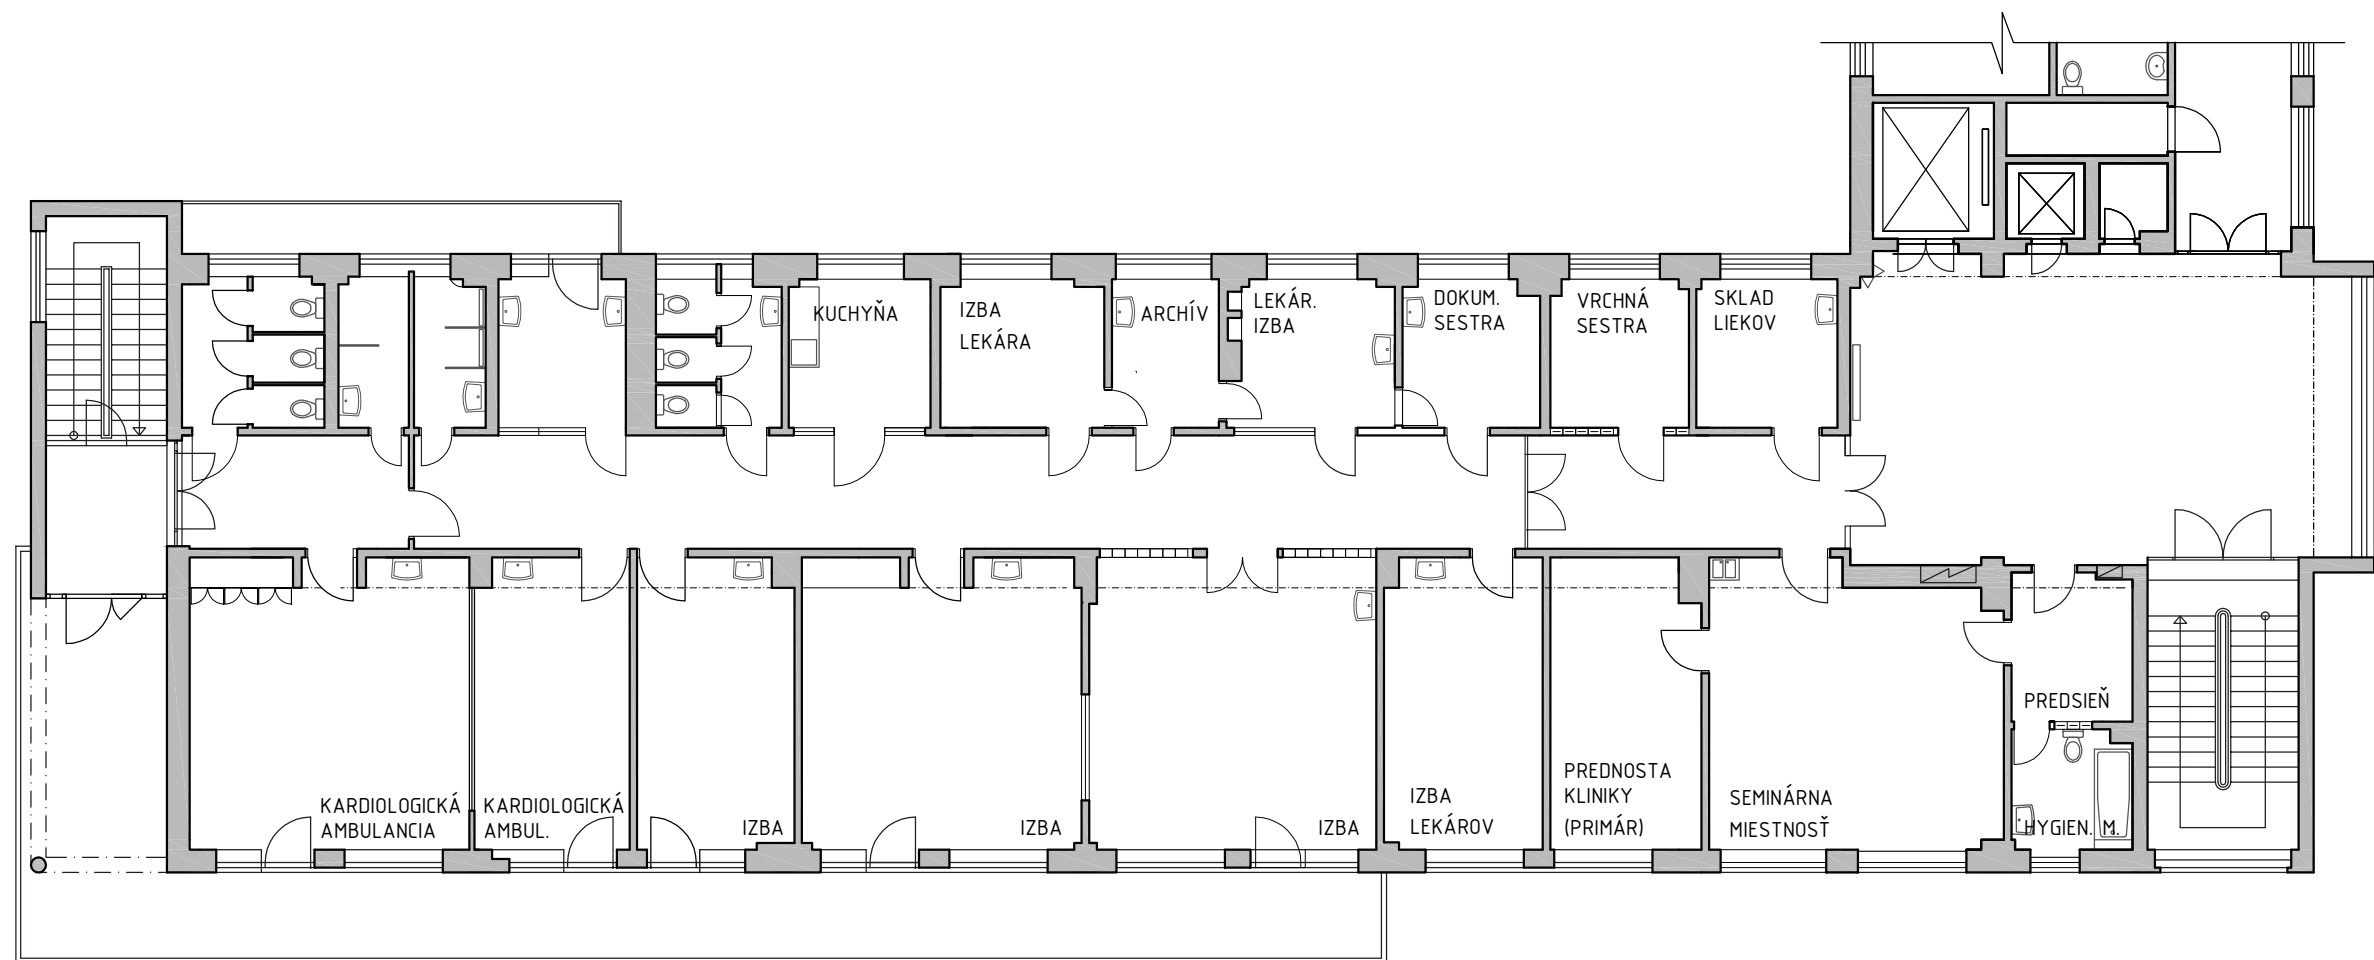 KUCHYŇA
IZBA
LEKÁRA
ARCHÍV
LEKÁR.
IZBA
DOKUM.
SESTRA
VRCHNÁ
SESTRA
SKLAD
LIEKOV
KARDIOLOGICKÁ
AMBULANCIA
KARDIOLOGICKÁ
AMBUL.
IZBA
IZBA
IZBA
IZBA
LEKÁROV
PREDNOSTA
KLINIKY
(PRIMÁR)
SEMINÁRNA
MIESTNOSŤ
PREDSIEŇ
HYGIEN. M.